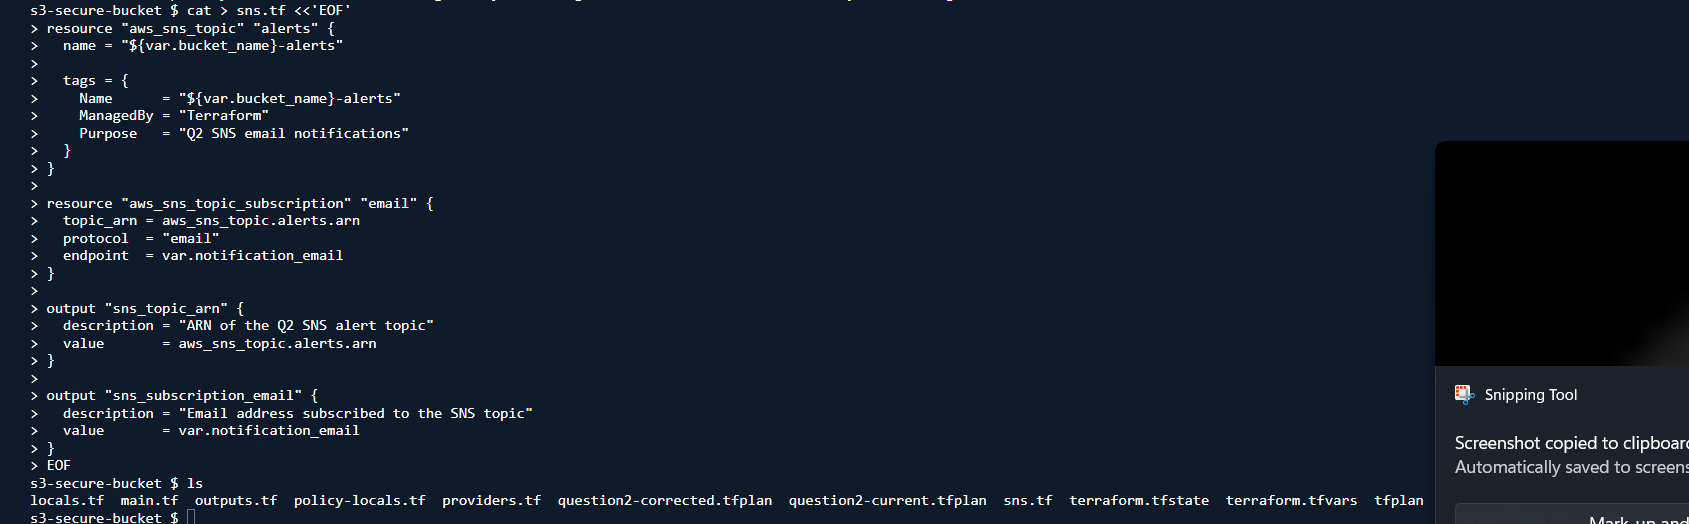 s3-secure-bucket $ cat > sns.tf <<'EOF'
> resource "aws_sns_topic" "alerts" {
>   name = "${var.bucket_name}-alerts"
>
>   tags = {
>     Name      = "${var.bucket_name}-alerts"
>     ManagedBy = "Terraform"
>     Purpose   = "Q2 SNS email notifications"
>   }
> }
>
> resource "aws_sns_topic_subscription" "email" {
>   topic_arn = aws_sns_topic.alerts.arn
>   protocol  = "email"
>   endpoint  = var.notification_email
> }
>
> output "sns_topic_arn" {
>   description = "ARN of the Q2 SNS alert topic"
>   value       = aws_sns_topic.alerts.arn
> }
>
> output "sns_subscription_email" {
>   description = "Email address subscribed to the SNS topic"
>   value       = var.notification_email
> }
> EOF
s3-secure-bucket $ ls
locals.tf  main.tf  outputs.tf  policy-locals.tf  providers.tf  question2-corrected.tfplan  question2-current.tfplan  sns.tf  terraform.tfstate  terraform.tfvars  tfplan
s3-secure-bucket $
Snipping Tool
Screenshot copied to clipboard
Automatically saved to screens
Mark-up and